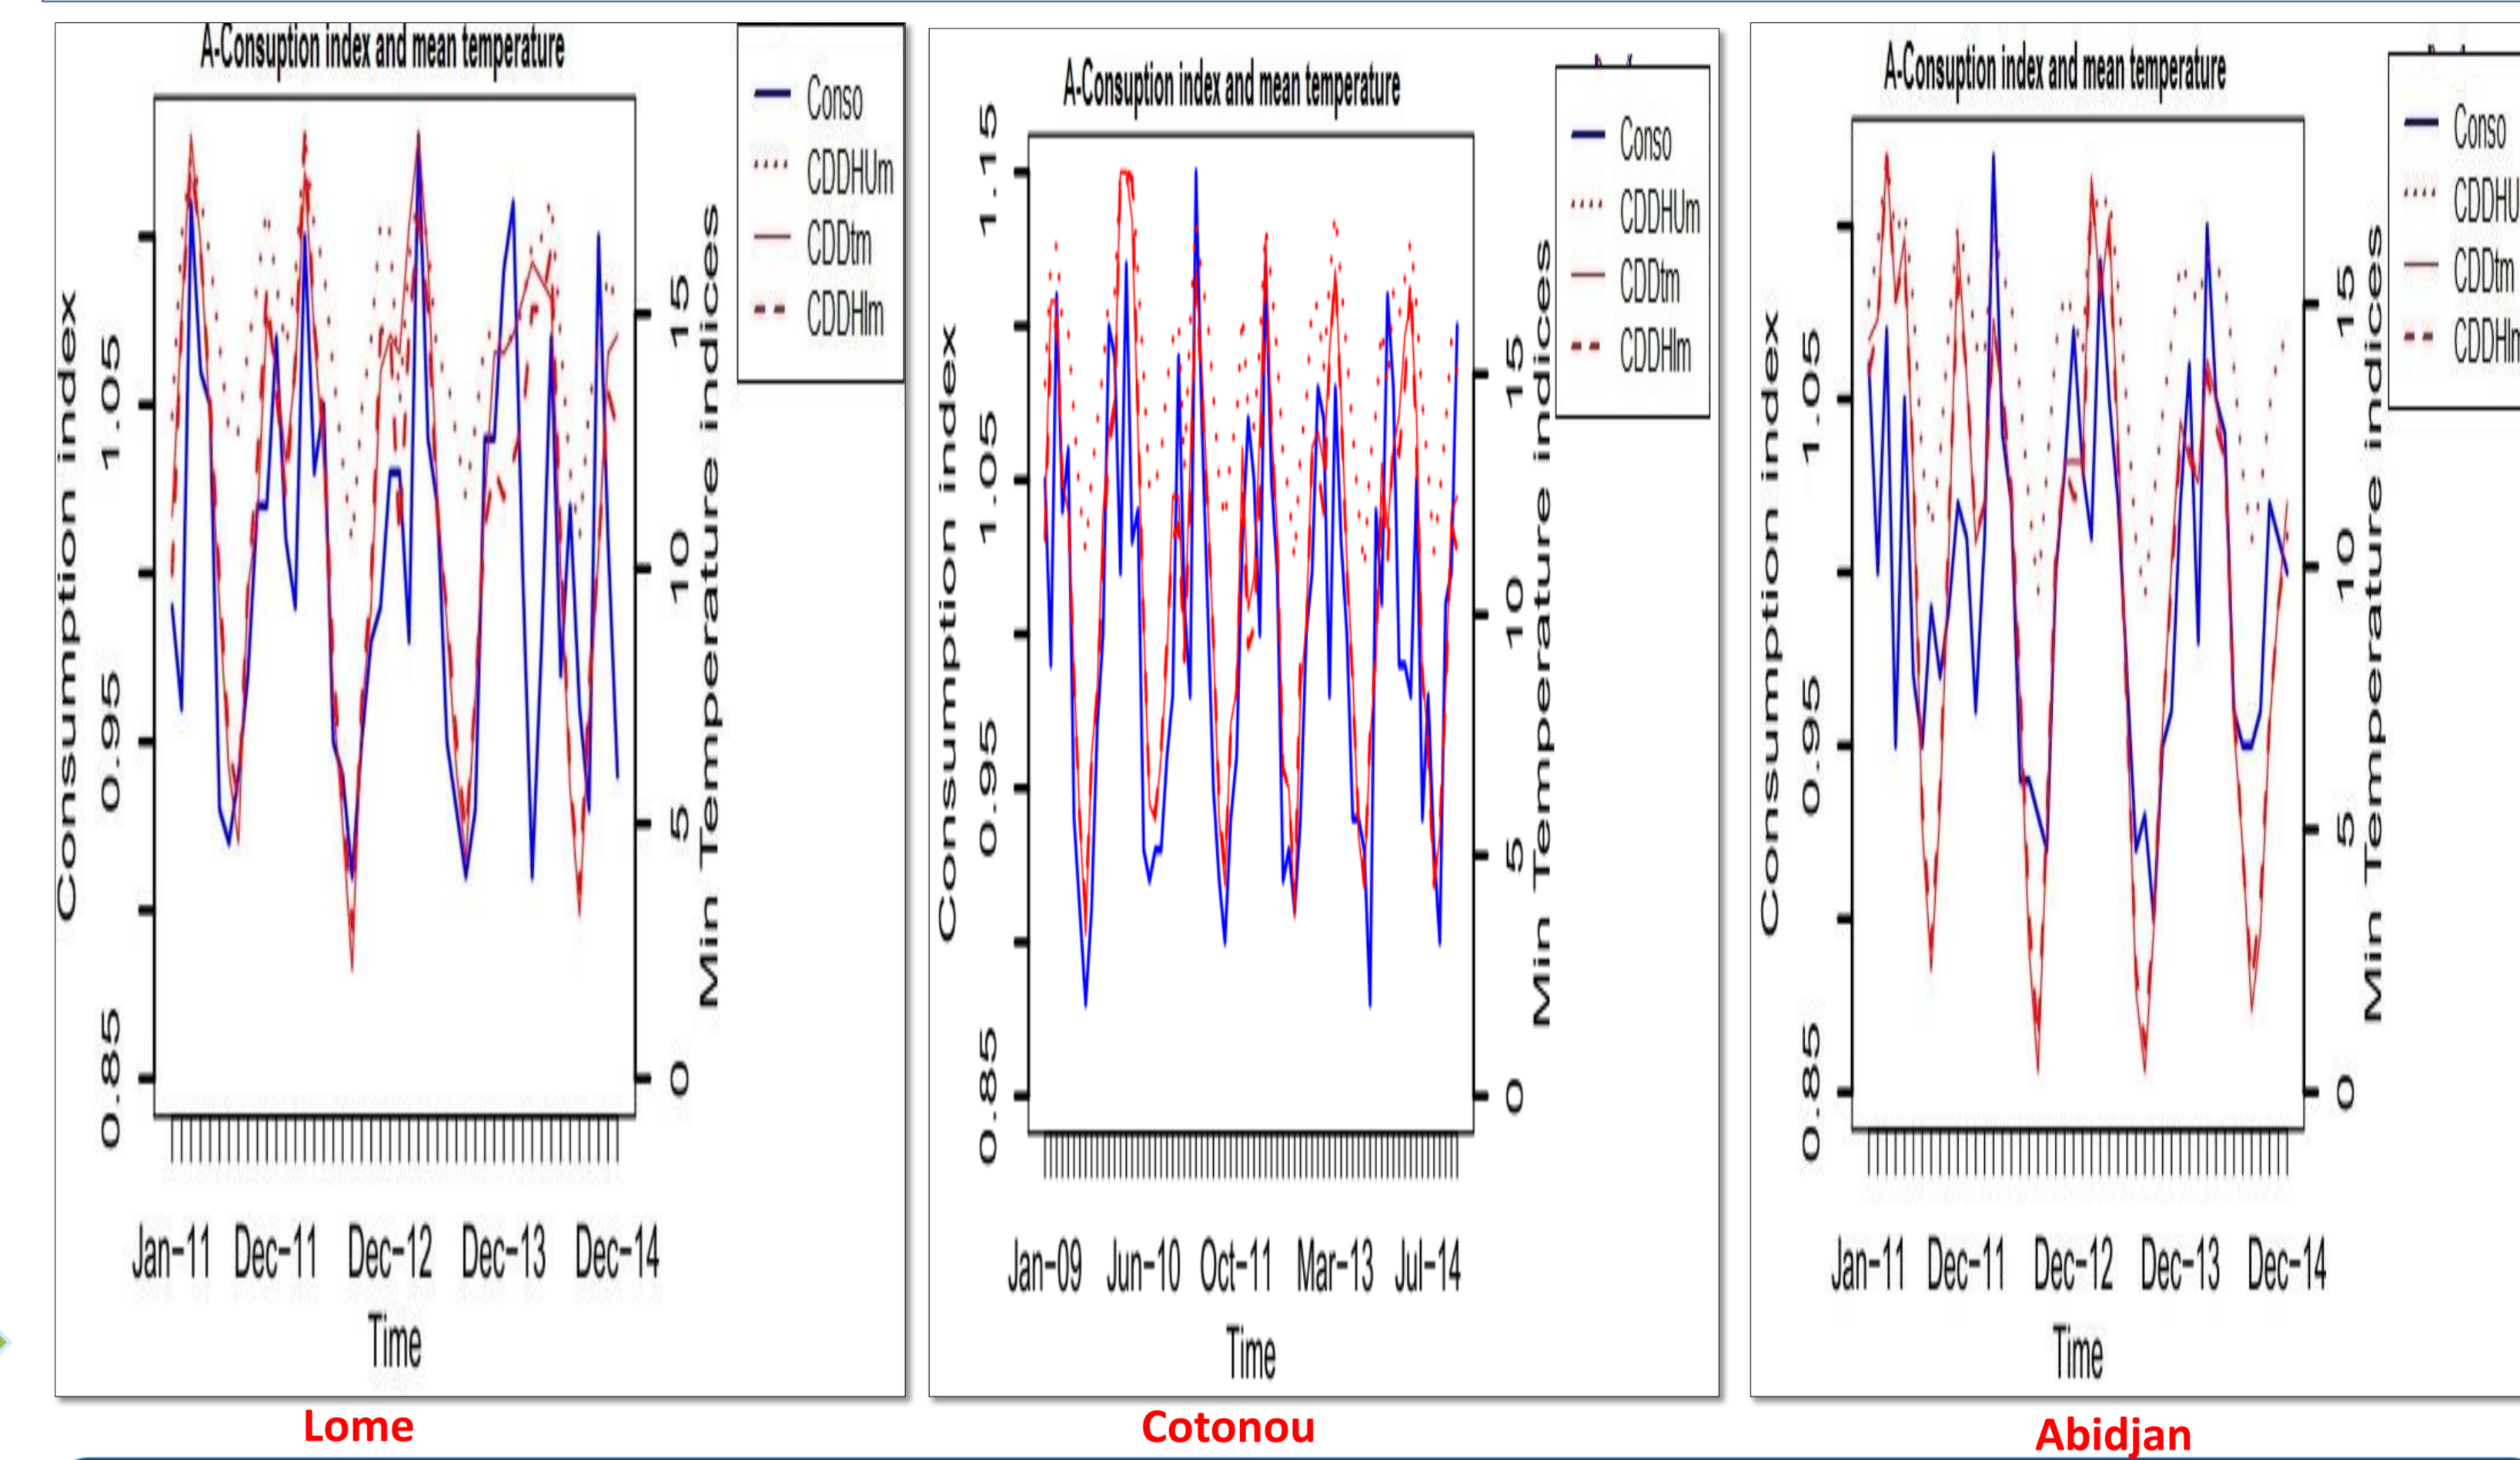 A-Consuption index and mean temperature
Conso
CDDHUm
CDDtm
CDDHIm
Consumption index
0.85 0.95 1.05
Min Temperature indices
0 5 10 15
Jan-11 Dec-11 Dec-12 Dec-13 Dec-14
Time
Lome
A-Consuption index and mean temperature
Conso
CDDHUm
CDDtm
CDDHIm
Consumption index
0.85 0.95 1.05 1.15
Min Temperature indices
0 5 10 15
Jan-09 Jun-10 Oct-11 Mar-13 Jul-14
Time
Cotonou
A-Consuption index and mean temperature
Conso
CDDHU
CDDtm
Consumption index
0.85 0.95 1.05
Min Temperature indices
0 5 10 15
Jan-11 Dec-11 Dec-12 Dec-13 Dec-14
Time
Abidjan